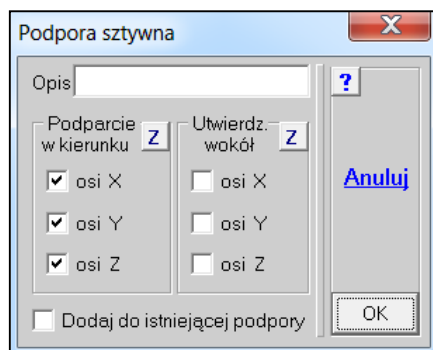 Podpora sztywna
X
Opis
?
Podparcie
w kierunku
Z
osi X
osi Y
osi Z
Utwierdz.
wokół
Z
osi X
osi Y
osi Z
Anuluj
Dodaj do istniejącej podpory
OK